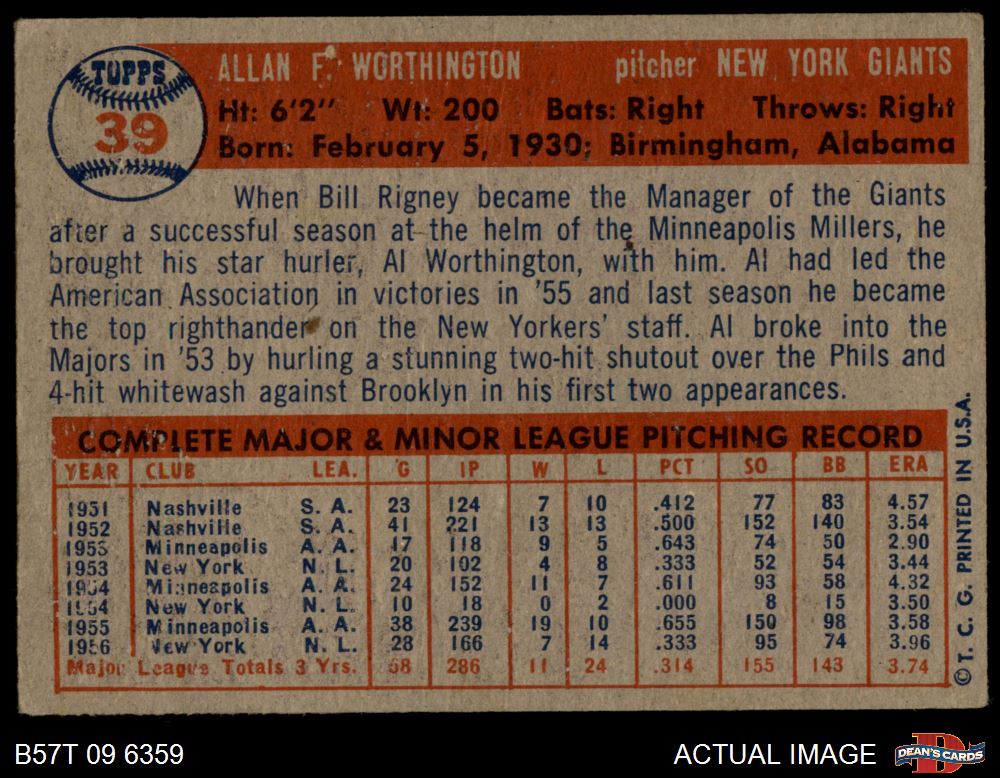 TOPPS
39
ALLAN F. WORTHINGTON pitcher NEW YORK GIANTS
Ht: 6'2" Wt: 200 Bats: Right Throws: Right
Born: February 5, 1930; Birmingham, Alabama
When Bill Rigney became the Manager of the Giants
after a successful season at the helm of the Minneapolis Millers, he
brought his star hurler, Al Worthington, with him. Al had led the
American Association in victories in '55 and last season he became
the top righthander on the New Yorkers' staff. Al broke into the
Majors in '53 by hurling a stunning two-hit shutout over the Phils and
4-hit whitewash against Brooklyn in his first two appearances.
COMPLETE MAJOR & MINOR LEAGUE PITCHING RECORD
YEAR CLUB LEA. G IP W L PCT SO BB ERA
1951 Nashville S. A. 23 124 7 10 .412 77 83 4.57
1952 Nashville S. A. 41 221 13 13 .500 152 140 3.54
1953 Minneapolis A. A. 17 118 9 5 .643 74 50 2.90
1953 New York N. L. 20 102 4 8 .333 52 54 3.44
1954 Minneapolis A. A. 24 152 11 7 .611 93 58 4.32
1954 New York N. L. 10 18 0 2 .000 8 15 3.50
1955 Minneapolis A. A. 38 239 19 10 .655 150 98 3.58
1956 New York N. L. 28 166 7 14 .333 95 74 3.96
Major League Totals 3 Yrs. 58 286 11 24 .314 155 143 3.74
©T. C. G. PRINTED IN U.S.A.
B57T 09 6359
ACTUAL IMAGE
DEAN'S CARDS